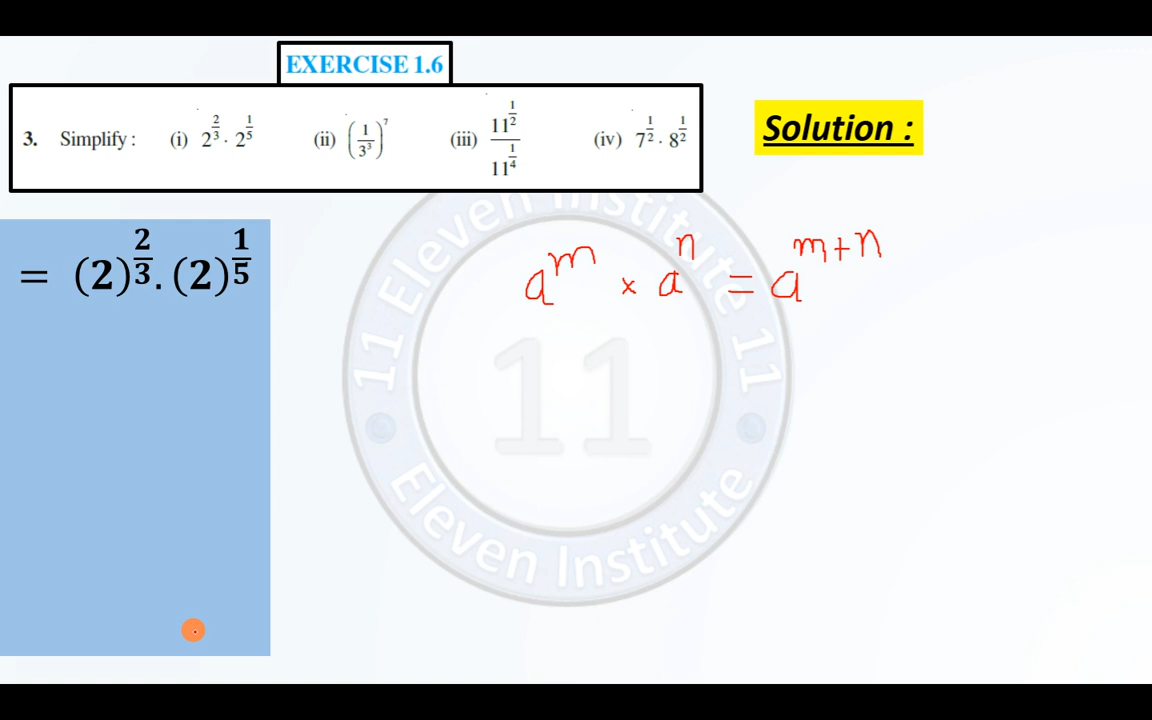 EXERCISE 1.6
3. Simplify : (i) 2^(2/3) · 2^(1/5) (ii) (1/3^3)^7 (iii) 11^(1/2) / 11^(1/4) (iv) 7^(1/2) · 8^(1/2)
Solution :
= (2)^(2/3) . (2)^(1/5)
a^m × a^n = a^(m+n)
11 Eleven Institute 11
11
Eleven Institute